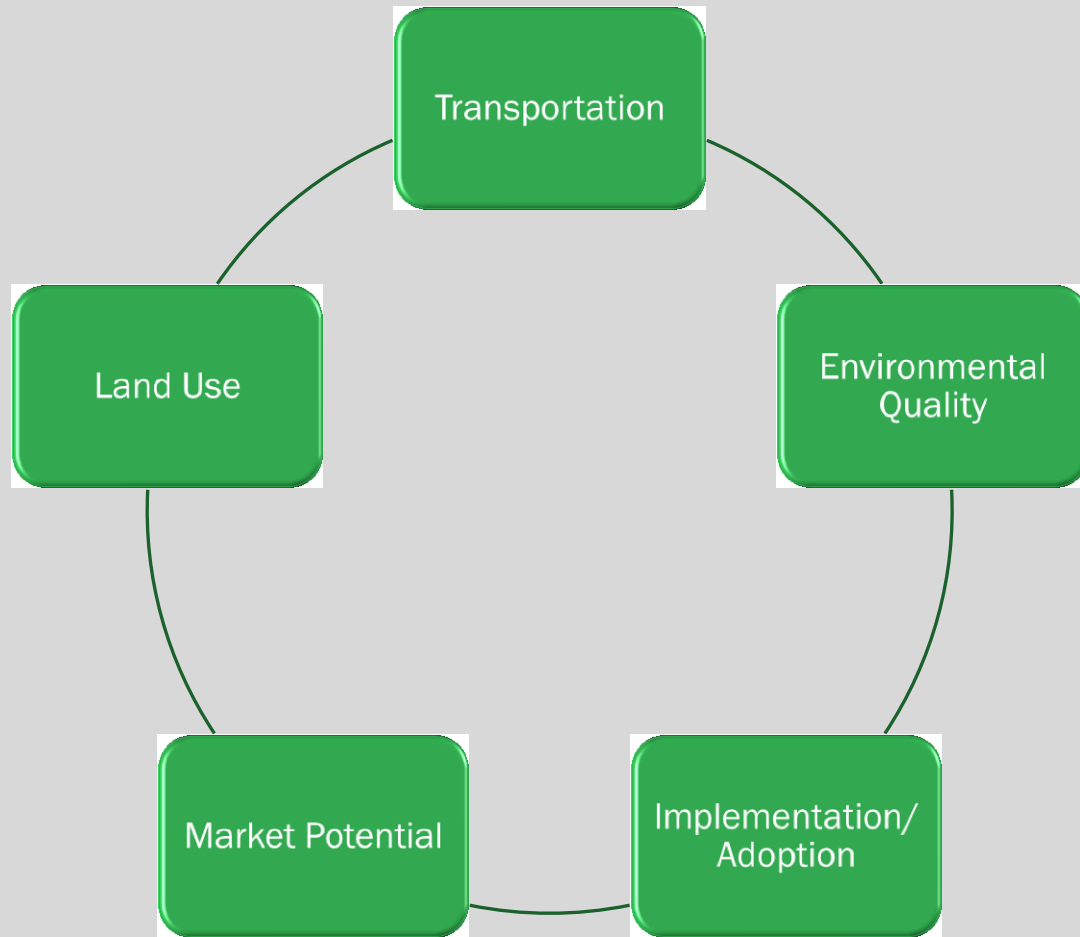 Transportation
Land Use
Environmental
Quality
Market Potential
Implementation/
Adoption